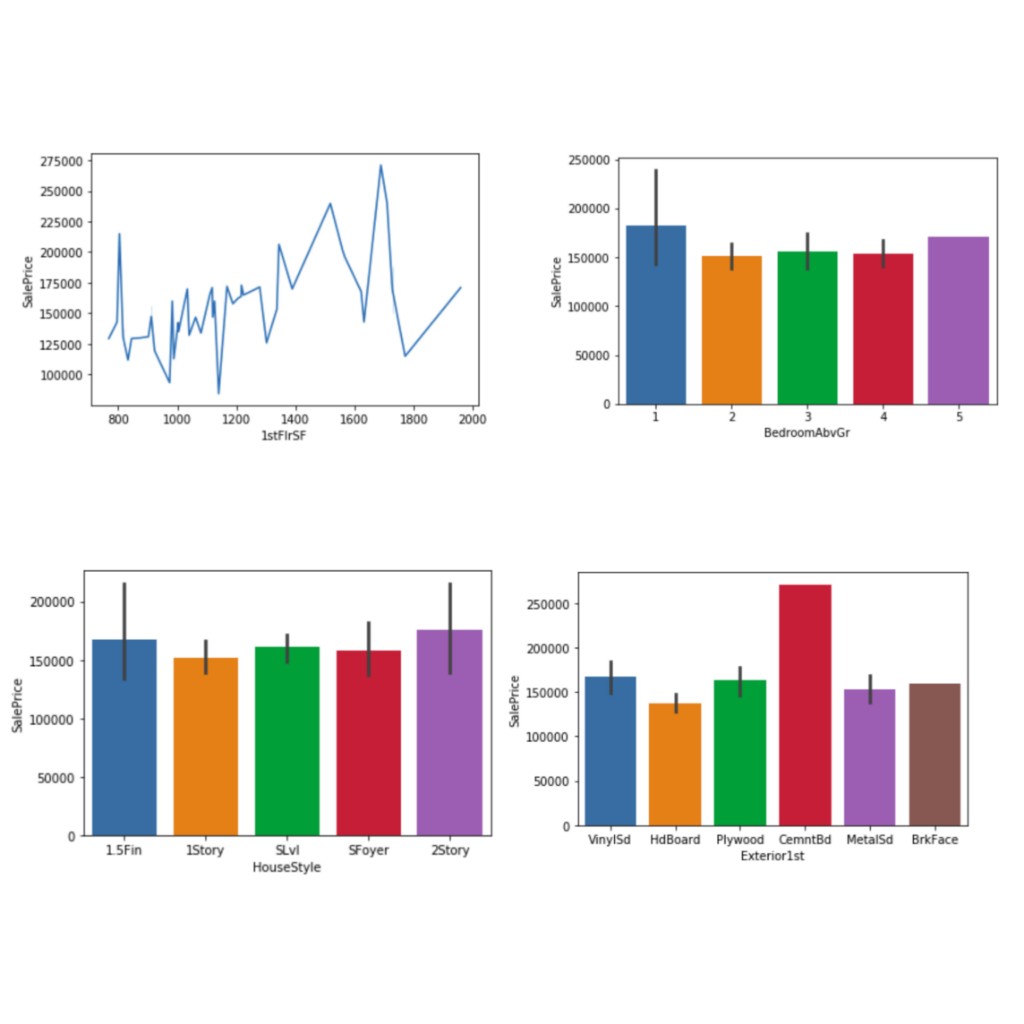 275000
250000
225000
200000
175000
150000
125000
100000
SalePrice
800 1000 1200 1400 1600 1800 2000
1stFlrSF
250000
200000
150000
100000
50000
0
SalePrice
1 2 3 4 5
BedroomAbvGr
200000
150000
100000
50000
0
SalePrice
1.5Fin 1Story SLvl SFoyer 2Story
HouseStyle
250000
200000
150000
100000
50000
0
SalePrice
VinylSd HdBoard Plywood CemntBd MetalSd BrkFace
Exterior1st